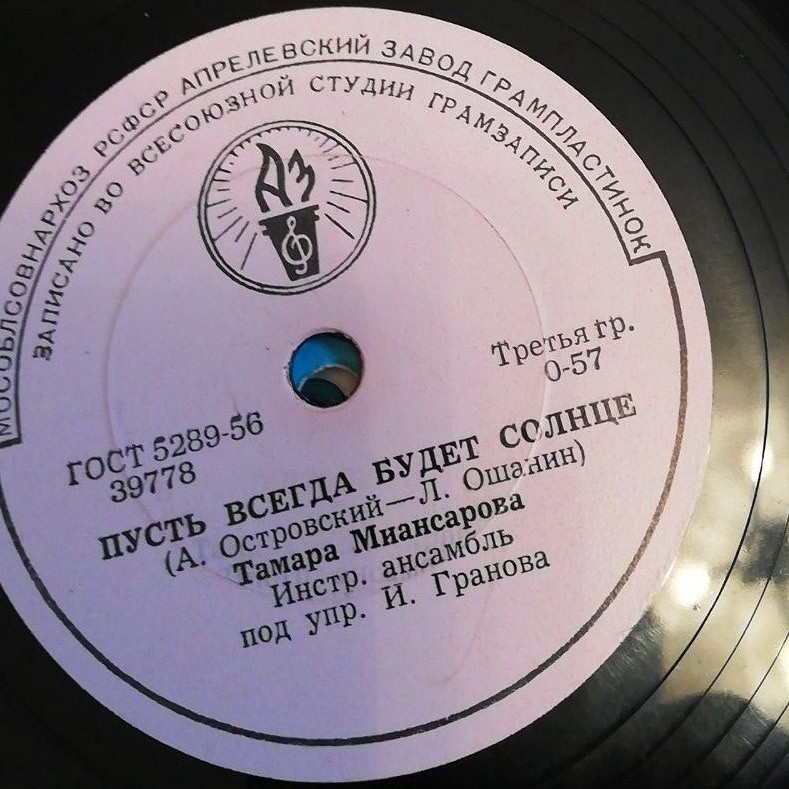 МОСОБЛСОВНАРХОЗ РСФСР АПРЕЛЕВСКИЙ ЗАВОД ГРАМПЛАСТИНОК
ЗАПИСАНО ВО ВСЕСОЮЗНОЙ СТУДИИ ГРАМЗАПИСИ
АЗ
Третья гр.
0-57
ГОСТ 5289-56
39778
ПУСТЬ ВСЕГДА БУДЕТ СОЛНЦЕ
(А. Островский—Л. Ошанин)
Тамара Миансарова
Инстр. ансамбль
под упр. И. Гранова